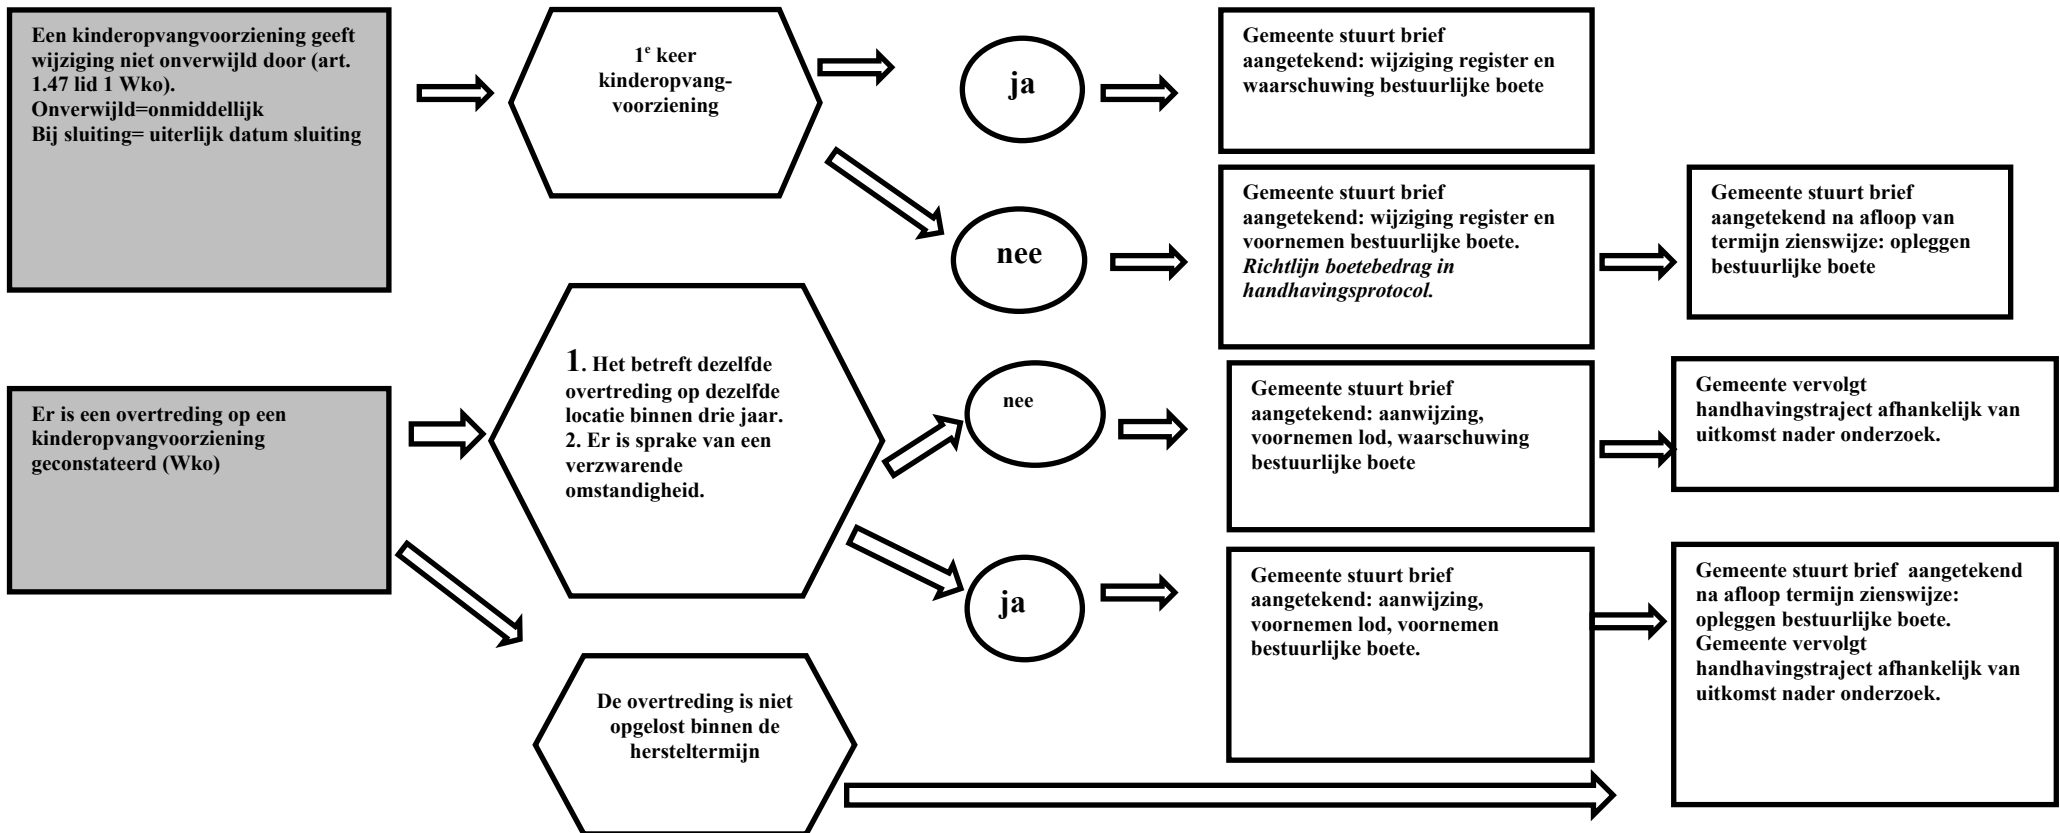 Een kinderopvangvoorziening geeft
wijziging niet onverwijld door (art.
1.47 lid 1 Wko).
Onverwijld=onmiddellijk
Bij sluiting= uiterlijk datum sluiting
1e keer
kinderopvang-
voorziening
ja
Gemeente stuurt brief
aangetekend: wijziging register en
waarschuwing bestuurlijke boete
nee
Gemeente stuurt brief
aangetekend: wijziging register en
voornemen bestuurlijke boete.
Richtlijn boetebedrag in
handhavingsprotocol.
Gemeente stuurt brief
aangetekend na afloop van
termijn zienswijze: opleggen
bestuurlijke boete
Er is een overtreding op een
kinderopvangvoorziening
geconstateerd (Wko)
1. Het betreft dezelfde
overtreding op dezelfde
locatie binnen drie jaar.
2. Er is sprake van een
verzwarende
omstandigheid.
nee
Gemeente stuurt brief
aangetekend: aanwijzing,
voornemen lod, waarschuwing
bestuurlijke boete
Gemeente vervolgt
handhavingstraject afhankelijk van
uitkomst nader onderzoek.
ja
Gemeente stuurt brief
aangetekend: aanwijzing,
voornemen lod, voornemen
bestuurlijke boete.
Gemeente stuurt brief  aangetekend
na afloop termijn zienswijze:
opleggen bestuurlijke boete.
Gemeente vervolgt
handhavingstraject afhankelijk van
uitkomst nader onderzoek.
De overtreding is niet
opgelost binnen de
hersteltermijn